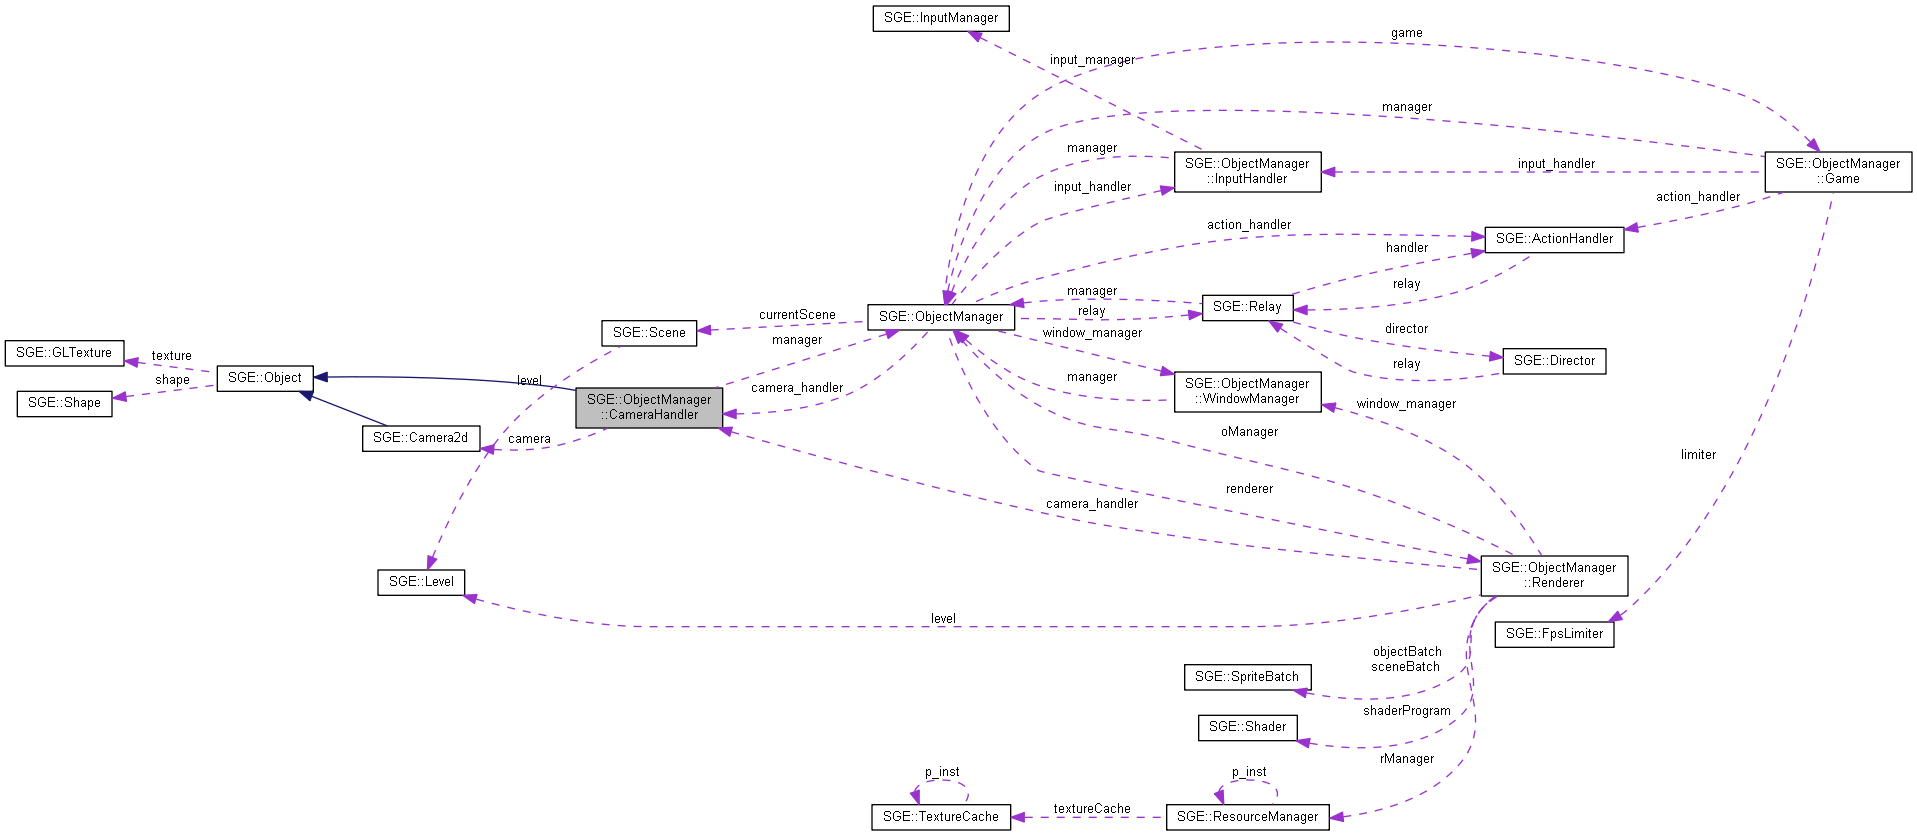 SGE::InputManager
game
input_manager
manager
manager
SGE::ObjectManager
::InputHandler
input_handler
SGE::ObjectManager
::Game
input_handler
action_handler
action_handler
SGE::ActionHandler
handler
relay
manager
SGE::Relay
relay
SGE::ObjectManager
currentScene
SGE::Scene
manager
window_manager
director
SGE::Director
relay
SGE::GLTexture
texture
shape
SGE::Shape
SGE::Object
level
SGE::ObjectManager
::CameraHandler
camera_handler
manager
SGE::ObjectManager
::WindowManager
window_manager
SGE::Camera2d
camera
oManager
limiter
renderer
camera_handler
SGE::Level
SGE::ObjectManager
::Renderer
level
SGE::FpsLimiter
objectBatch
sceneBatch
SGE::SpriteBatch
shaderProgram
SGE::Shader
rManager
p_inst
p_inst
SGE::TextureCache
textureCache
SGE::ResourceManager